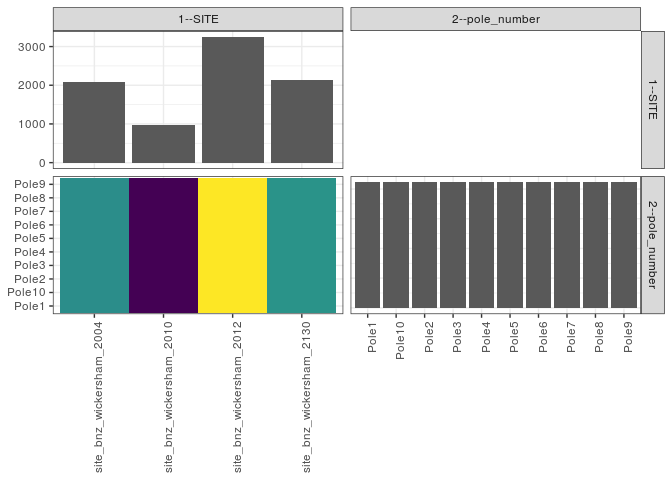 1--SITE
2--pole_number
3000
2000
1000
0
1--SITE
Pole9
Pole8
Pole7
Pole6
Pole5
Pole4
Pole3
Pole2
Pole10
Pole1
2--pole_number
site_bnz_wickersham_2004
site_bnz_wickersham_2010
site_bnz_wickersham_2012
site_bnz_wickersham_2130
Pole1
Pole10
Pole2
Pole3
Pole4
Pole5
Pole6
Pole7
Pole8
Pole9